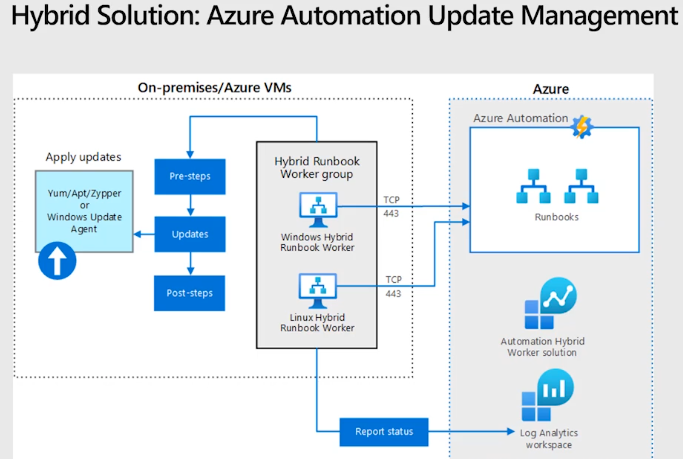 Hybrid Solution: Azure Automation Update Management
On-premises/Azure VMs
Azure
Apply updates
Yum/Apt/Zypper
or
Windows Update
Agent
Pre-steps
Updates
Post-steps
Hybrid Runbook
Worker group
Windows Hybrid
Runbook Worker
Linux Hybrid
Runbook Worker
TCP
443
TCP
443
Azure Automation
Runbooks
Automation Hybrid
Worker solution
Report status
Log Analytics
workspace